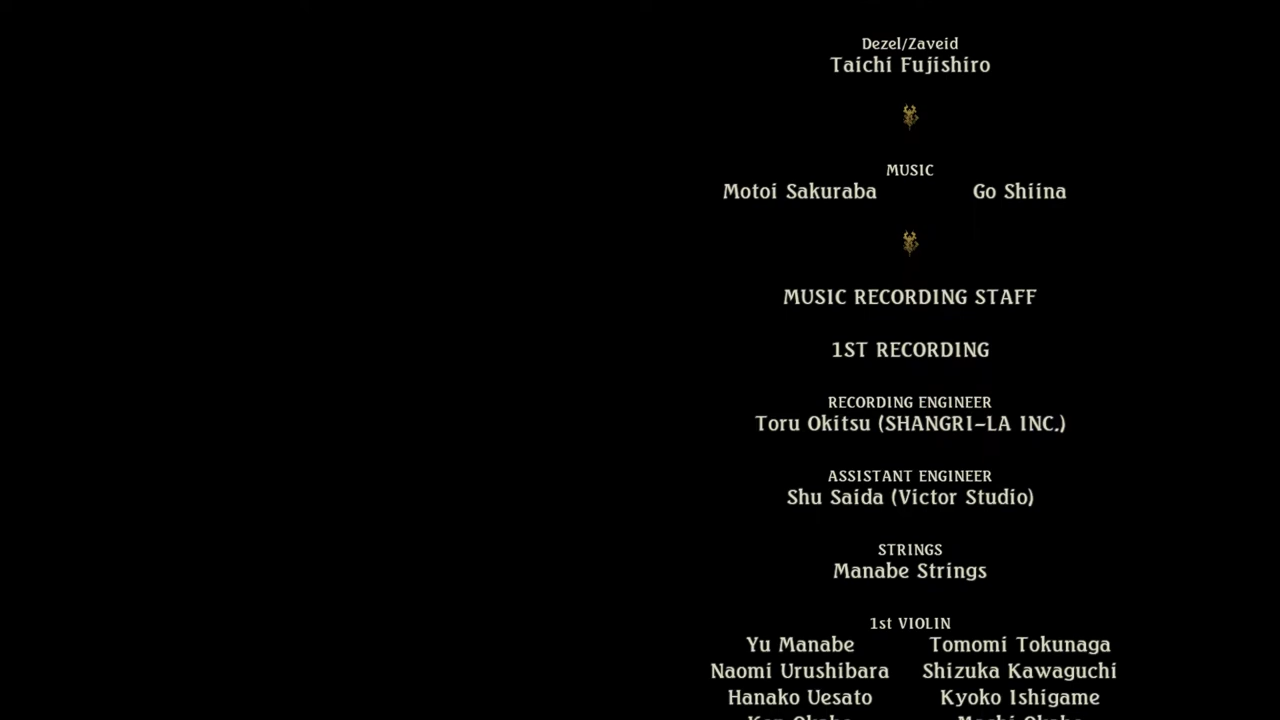 Dezel/Zaveid
Taichi Fujishiro
MUSIC
Motoi Sakuraba Go Shiina
MUSIC RECORDING STAFF
1ST RECORDING
RECORDING ENGINEER
Toru Okitsu (SHANGRI-LA INC.)
ASSISTANT ENGINEER
Shu Saida (Victor Studio)
STRINGS
Manabe Strings
1st VIOLIN
Yu Manabe Tomomi Tokunaga
Naomi Urushibara Shizuka Kawaguchi
Hanako Uesato Kyoko Ishigame